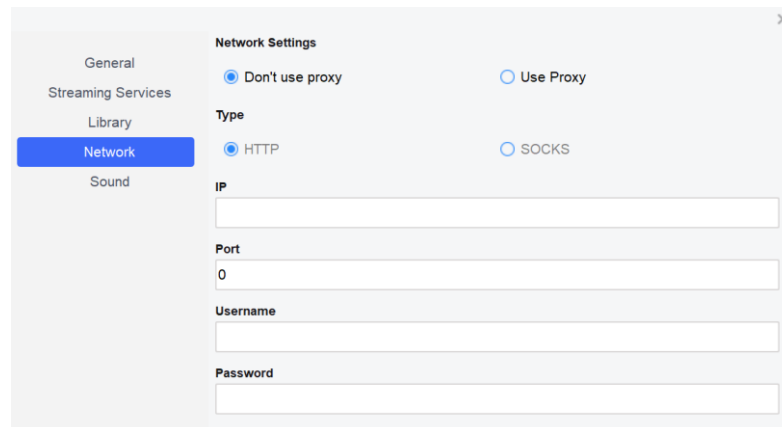 General
Streaming Services
Library
Network
Sound
Network Settings
Don't use proxy
Use Proxy
Type
HTTP
SOCKS
IP
Port
0
Username
Password